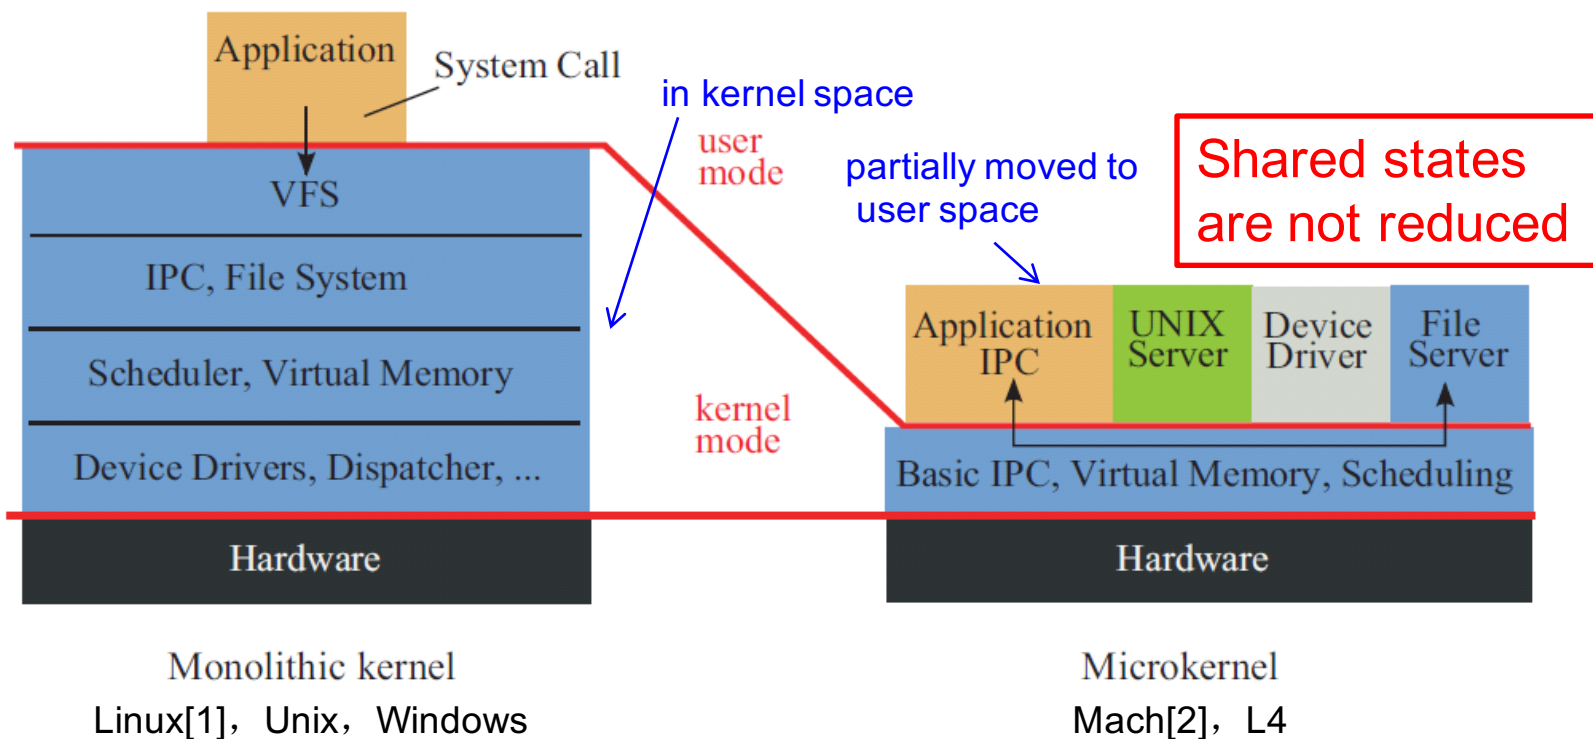 Application
System Call
in kernel space
user
mode
partially moved to
user space
Shared states
are not reduced
VFS
IPC, File System
Scheduler, Virtual Memory
Device Drivers, Dispatcher, ...
Hardware
kernel
mode
Application
IPC
UNIX
Server
Device
Driver
File
Server
Basic IPC, Virtual Memory, Scheduling
Hardware
Monolithic kernel
Linux[1]，Unix，Windows
Microkernel
Mach[2]，L4